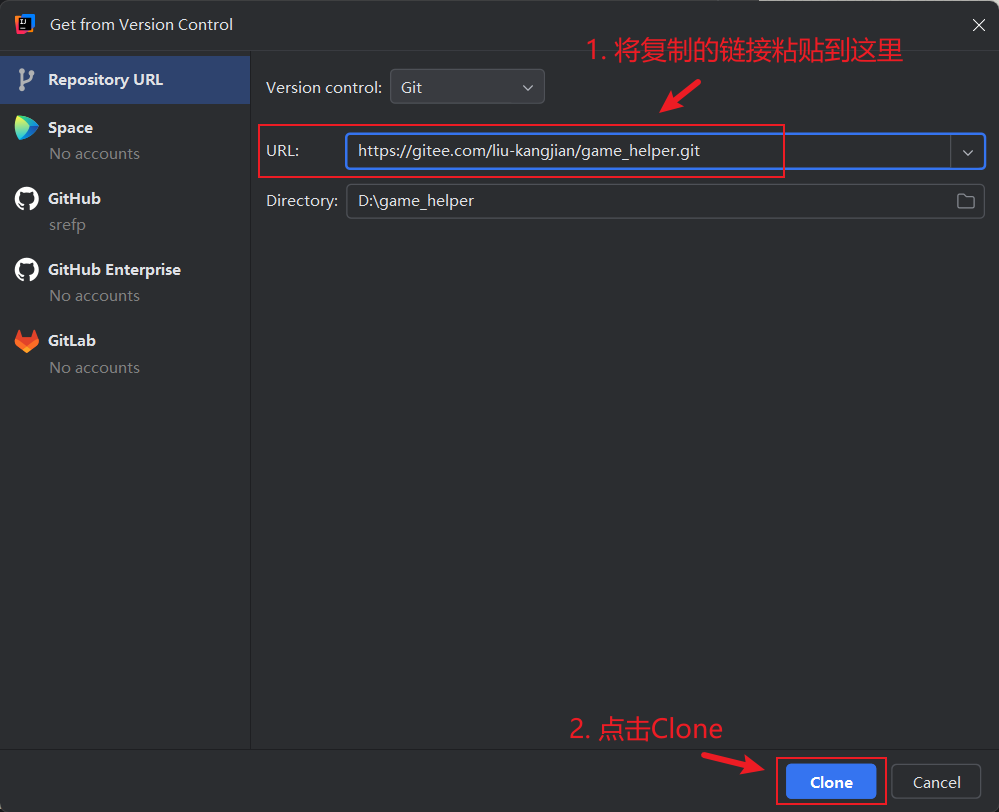 Get from Version Control
1. 将复制的链接粘贴到这里
Repository URL
Version control: Git
Space
No accounts
URL: https://gitee.com/liu-kangjian/game_helper.git
GitHub
srefp
Directory: D:\game_helper
GitHub Enterprise
No accounts
GitLab
No accounts
2. 点击Clone
Clone
Cancel